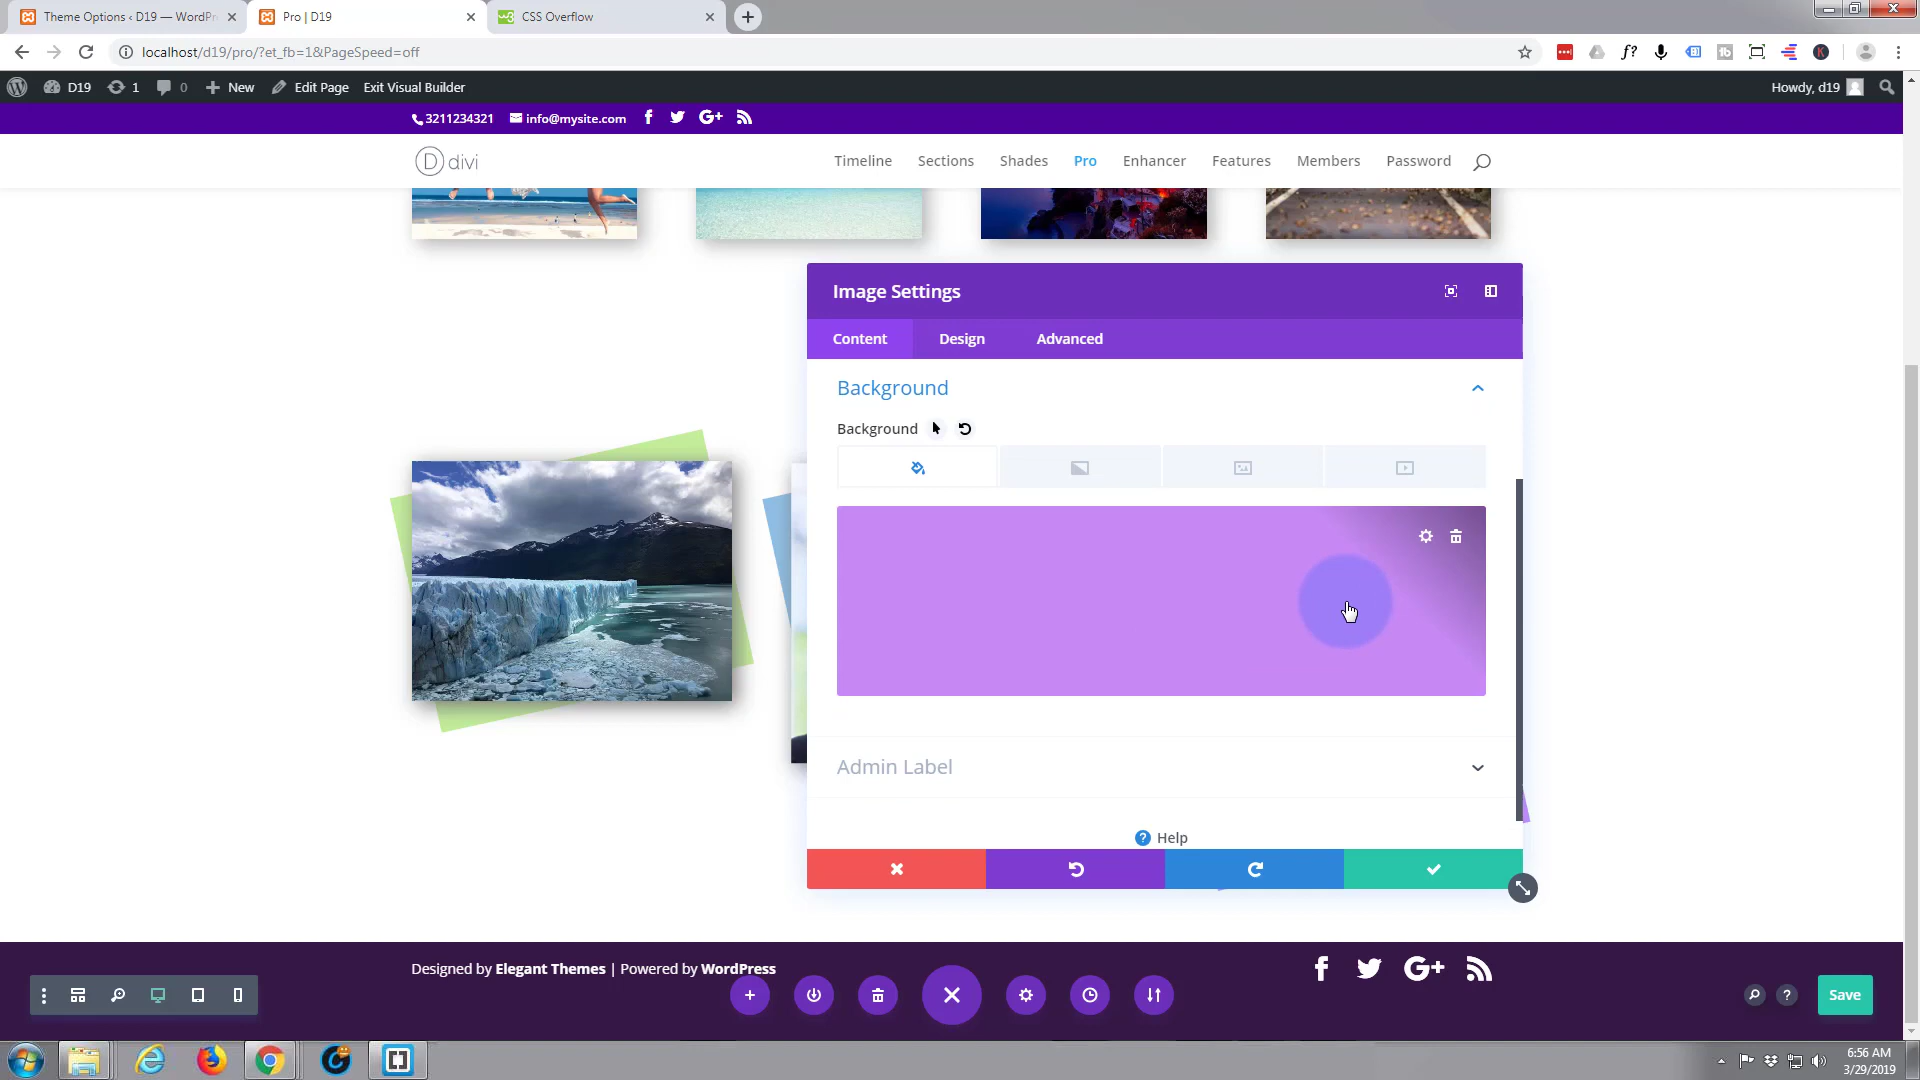 Theme Options ‹ D19 — WordPr
Pro | D19
CSS Overflow
localhost/d19/pro/?et_fb=1&PageSpeed=off
D19
1
0
New
Edit Page
Exit Visual Builder
Howdy, d19
3211234321
info@mysite.com
divi
Timeline
Sections
Shades
Pro
Enhancer
Features
Members
Password
Image Settings
Content
Design
Advanced
Background
Background
Admin Label
Help
Designed by Elegant Themes | Powered by WordPress
Save
6:56 AM
3/29/2019